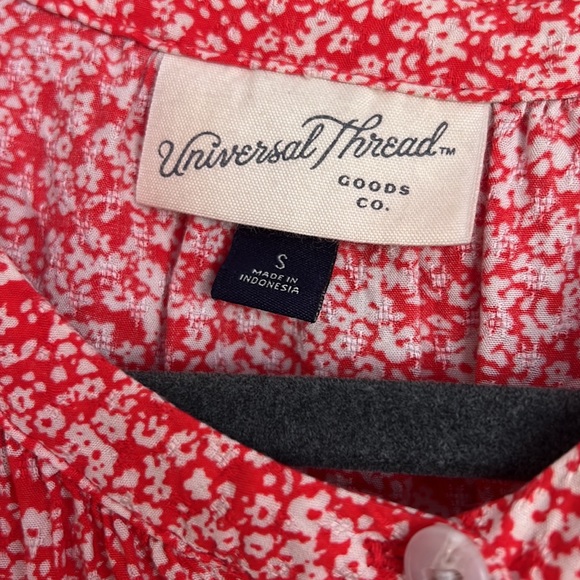 Universal Thread™
GOODS
CO.
S
MADE IN
INDONESIA